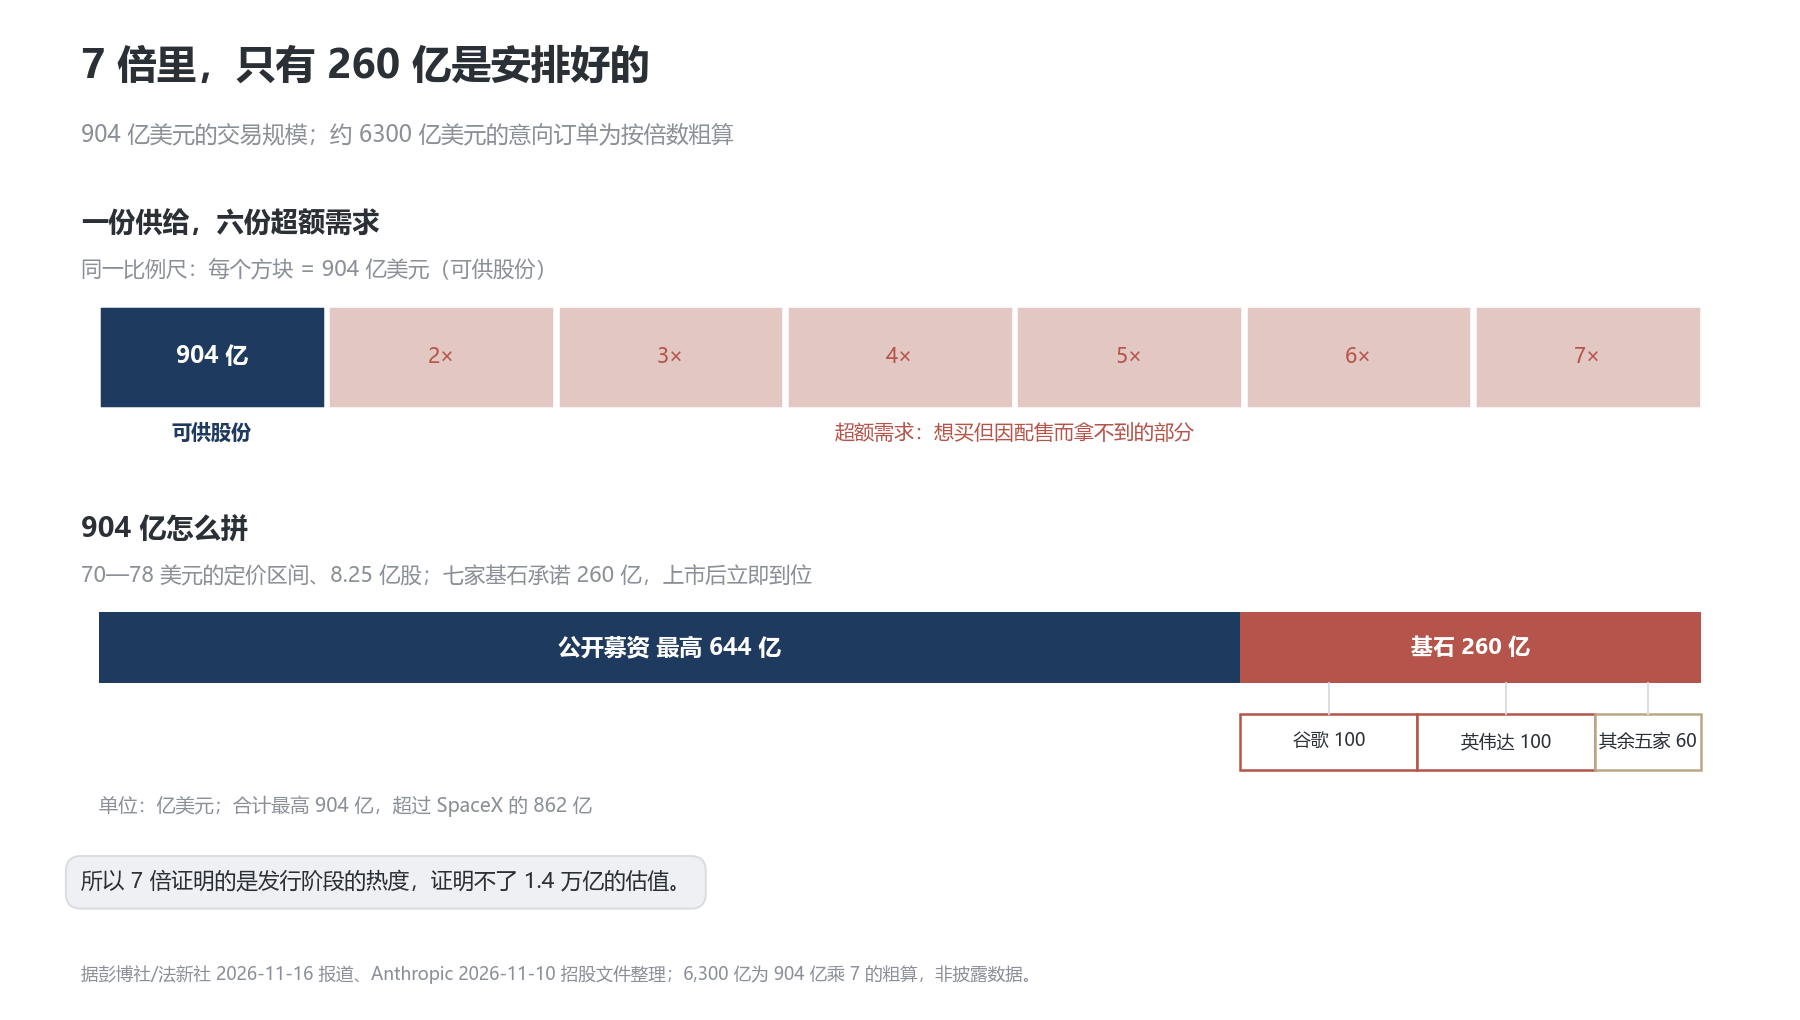 7 倍里，只有 260 亿是安排好的
904 亿美元的交易规模；约 6300 亿美元的意向订单为按倍数粗算
一份供给，六份超额需求
同一比例尺：每个方块 = 904 亿美元（可供股份）
904 亿
2×
3×
4×
5×
6×
7×
可供股份
超额需求：想买但因配售而拿不到的部分
904 亿怎么拼
70—78 美元的定价区间、8.25 亿股；七家基石承诺 260 亿，上市后立即到位
公开募资 最高 644 亿
基石 260 亿
谷歌 100
英伟达 100
其余五家 60
单位：亿美元；合计最高 904 亿，超过 SpaceX 的 862 亿
所以 7 倍证明的是发行阶段的热度，证明不了 1.4 万亿的估值。
据彭博社/法新社 2026-11-16 报道、Anthropic 2026-11-10 招股文件整理；6,300 亿为 904 亿乘 7 的粗算，非披露数据。